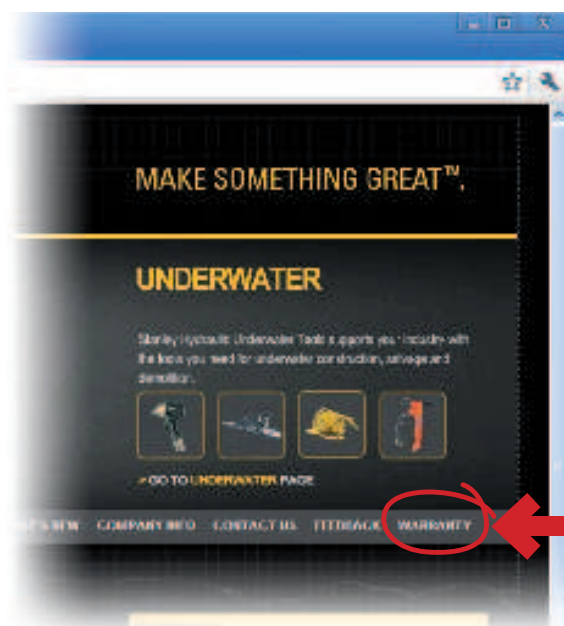 MAKE SOMETHING GREAT™.
UNDERWATER
Stanley Hydraulic Underwater Tools supports your industry with
the tools you need for underwater construction, salvage and
demolition.
> GO TO UNDERWATER PAGE
NEW COMPANY INFO CONTACT US FEEDBACK WARRANTY